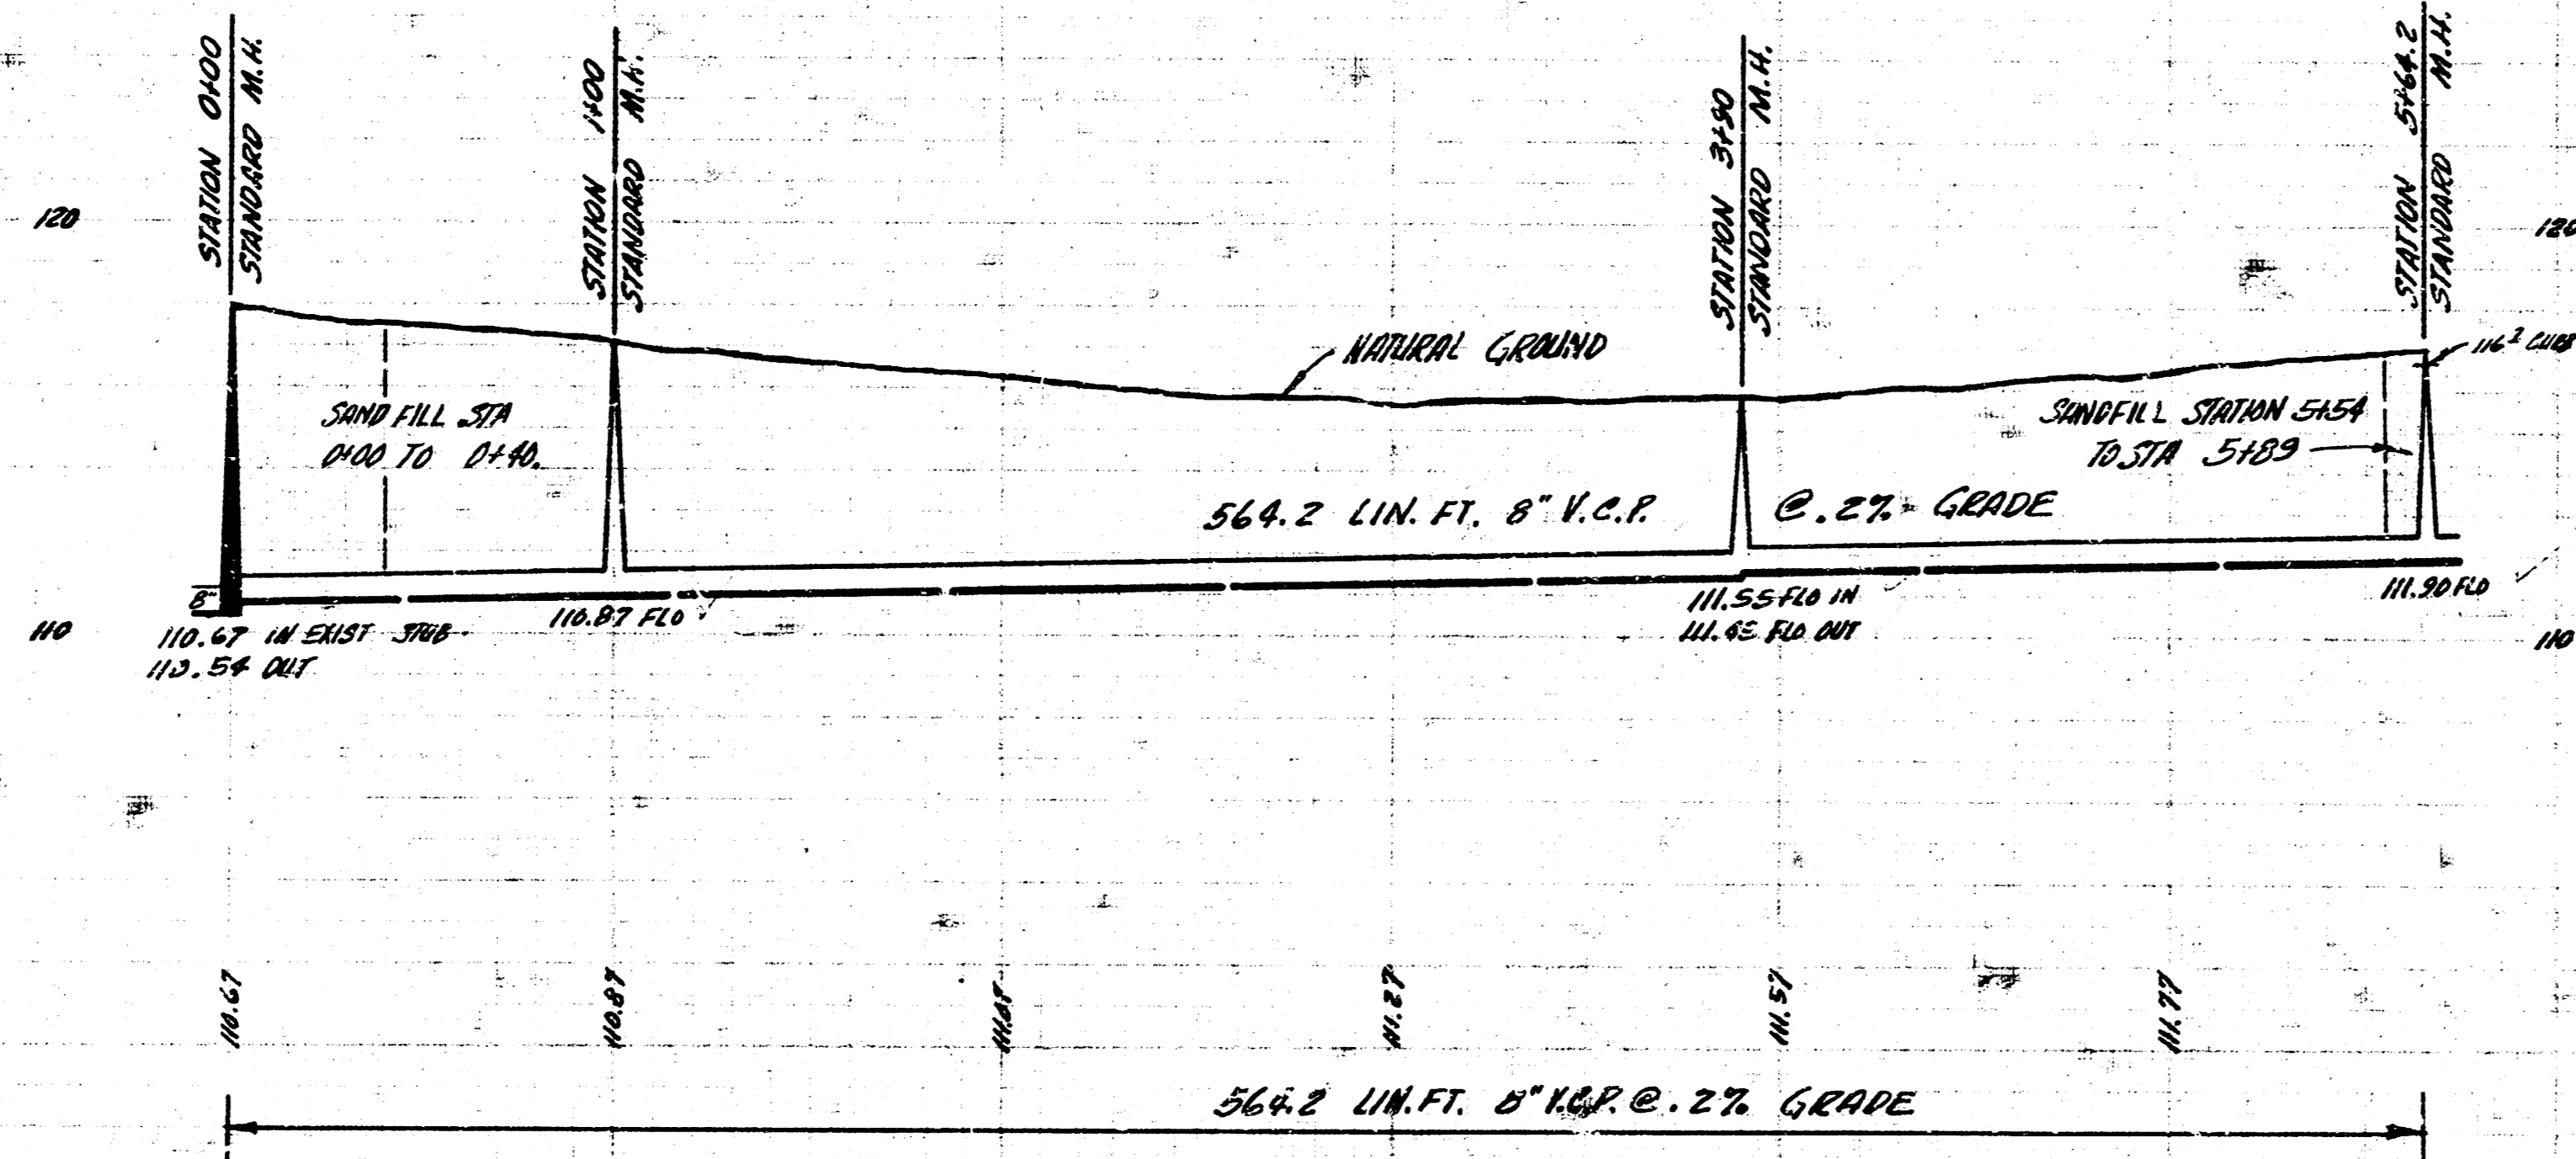 STATION 0+00
STANDARD M.H.
STATION 1+00
STANDARD M.H.
STATION 3+90
STANDARD M.H.
STATION 5+64.2
STANDARD M.H.
120
120
NATURAL GROUND
116² CURB
SAND FILL STA
0+00 TO 0+40.
SANDFILL STATION 5+54
TO STA 5+89
564.2 LIN. FT. 8" V.C.P. @ .2% GRADE
8"
110
110.67 IN EXIST STUB
110.54 OUT
110.87 FLO
111.55 FLO IN
111.45 FLO OUT
111.90 FLO
110
110.67
110.87
111.27
111.57
111.77
564.2 LIN. FT. 8" V.C.P. @ .2% GRADE